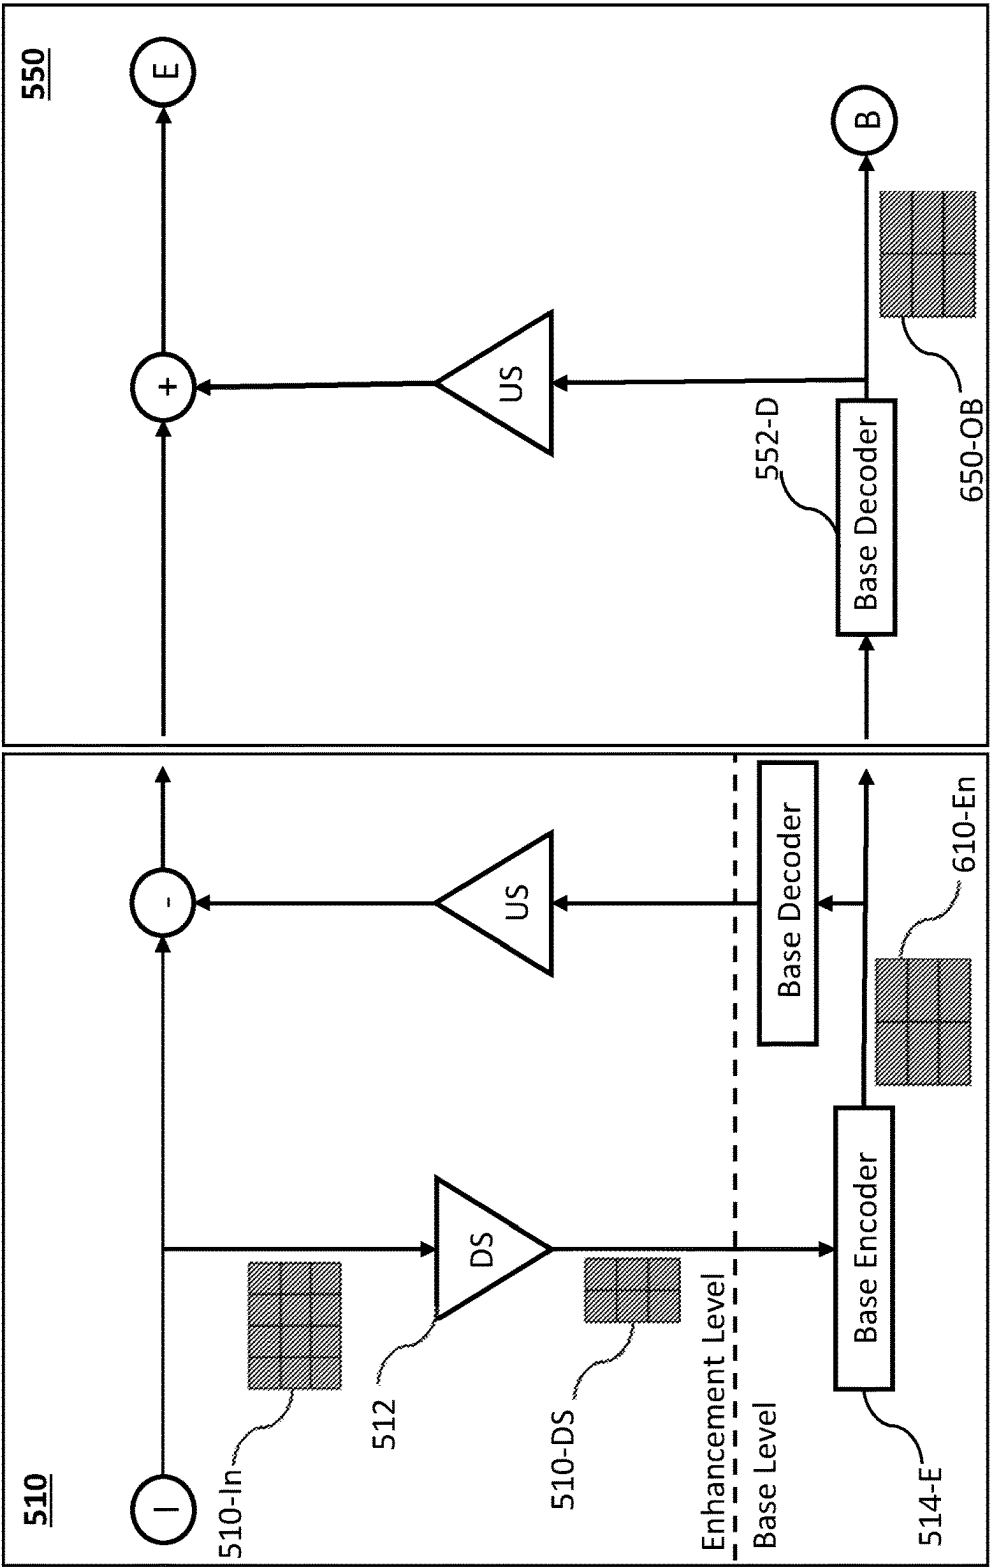 510
I
510-In
512
DS
510-DS
Enhancement Level
Base Level
514-E
Base Encoder
610-En
Base Decoder
US
-
550
+
E
US
552-D
Base Decoder
650-OB
B